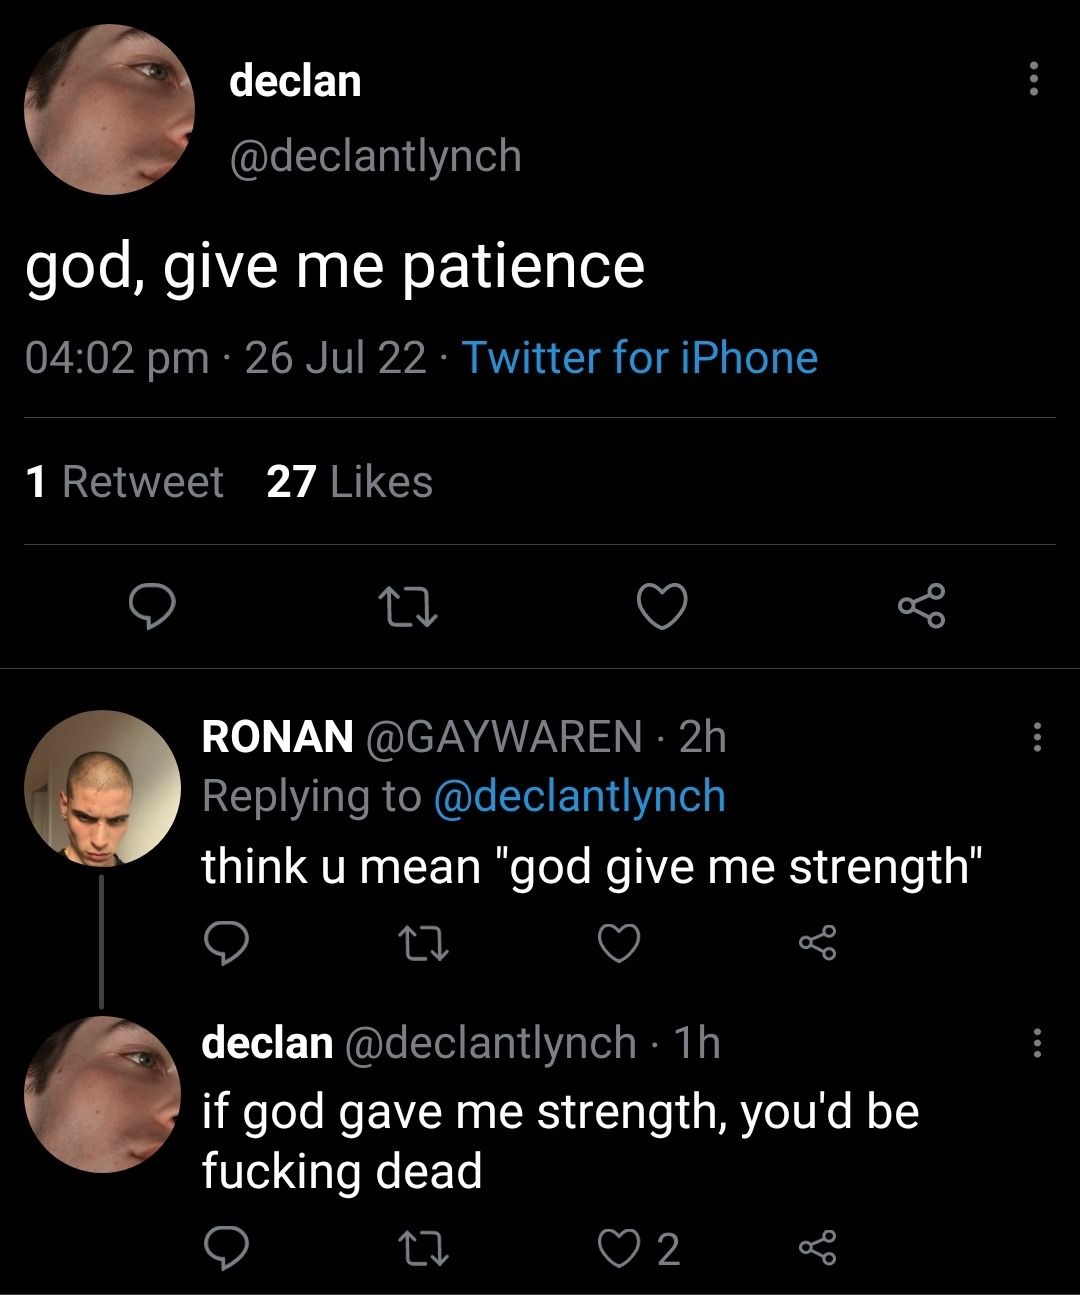 declan
@declantlynch
god, give me patience
04:02 pm · 26 Jul 22 · Twitter for iPhone
1 Retweet 27 Likes
RONAN @GAYWAREN · 2h
Replying to @declantlynch
think u mean "god give me strength"
declan @declantlynch · 1h
if god gave me strength, you'd be
fucking dead
2